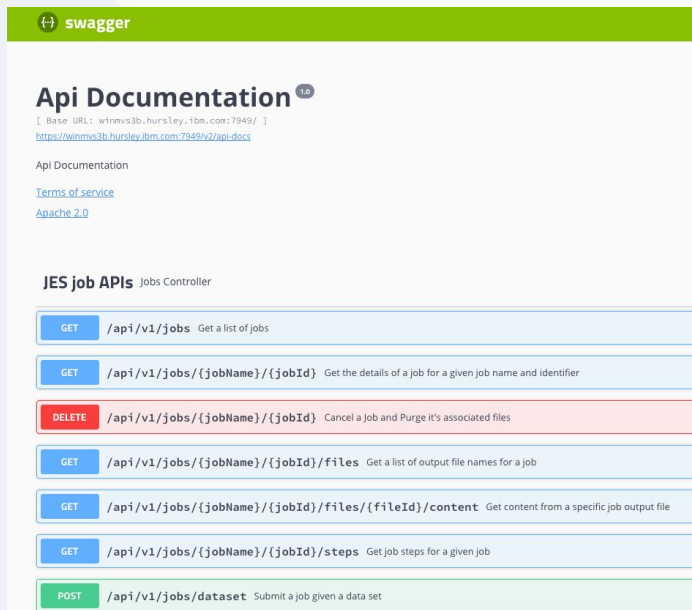 swagger
Api Documentation 1.0
[ Base URL: winmvs3b.hursley.ibm.com:7949/ ]
https://winmvs3b.hursley.ibm.com:7949/v2/api-docs
Api Documentation
Terms of service
Apache 2.0
JES job APIs Jobs Controller
GET /api/v1/jobs Get a list of jobs
GET /api/v1/jobs/{jobName}/{jobId} Get the details of a job for a given job name and identifier
DELETE /api/v1/jobs/{jobName}/{jobId} Cancel a Job and Purge it's associated files
GET /api/v1/jobs/{jobName}/{jobId}/files Get a list of output file names for a job
GET /api/v1/jobs/{jobName}/{jobId}/files/{fileId}/content Get content from a specific job output file
GET /api/v1/jobs/{jobName}/{jobId}/steps Get job steps for a given job
POST /api/v1/jobs/dataset Submit a job given a data set